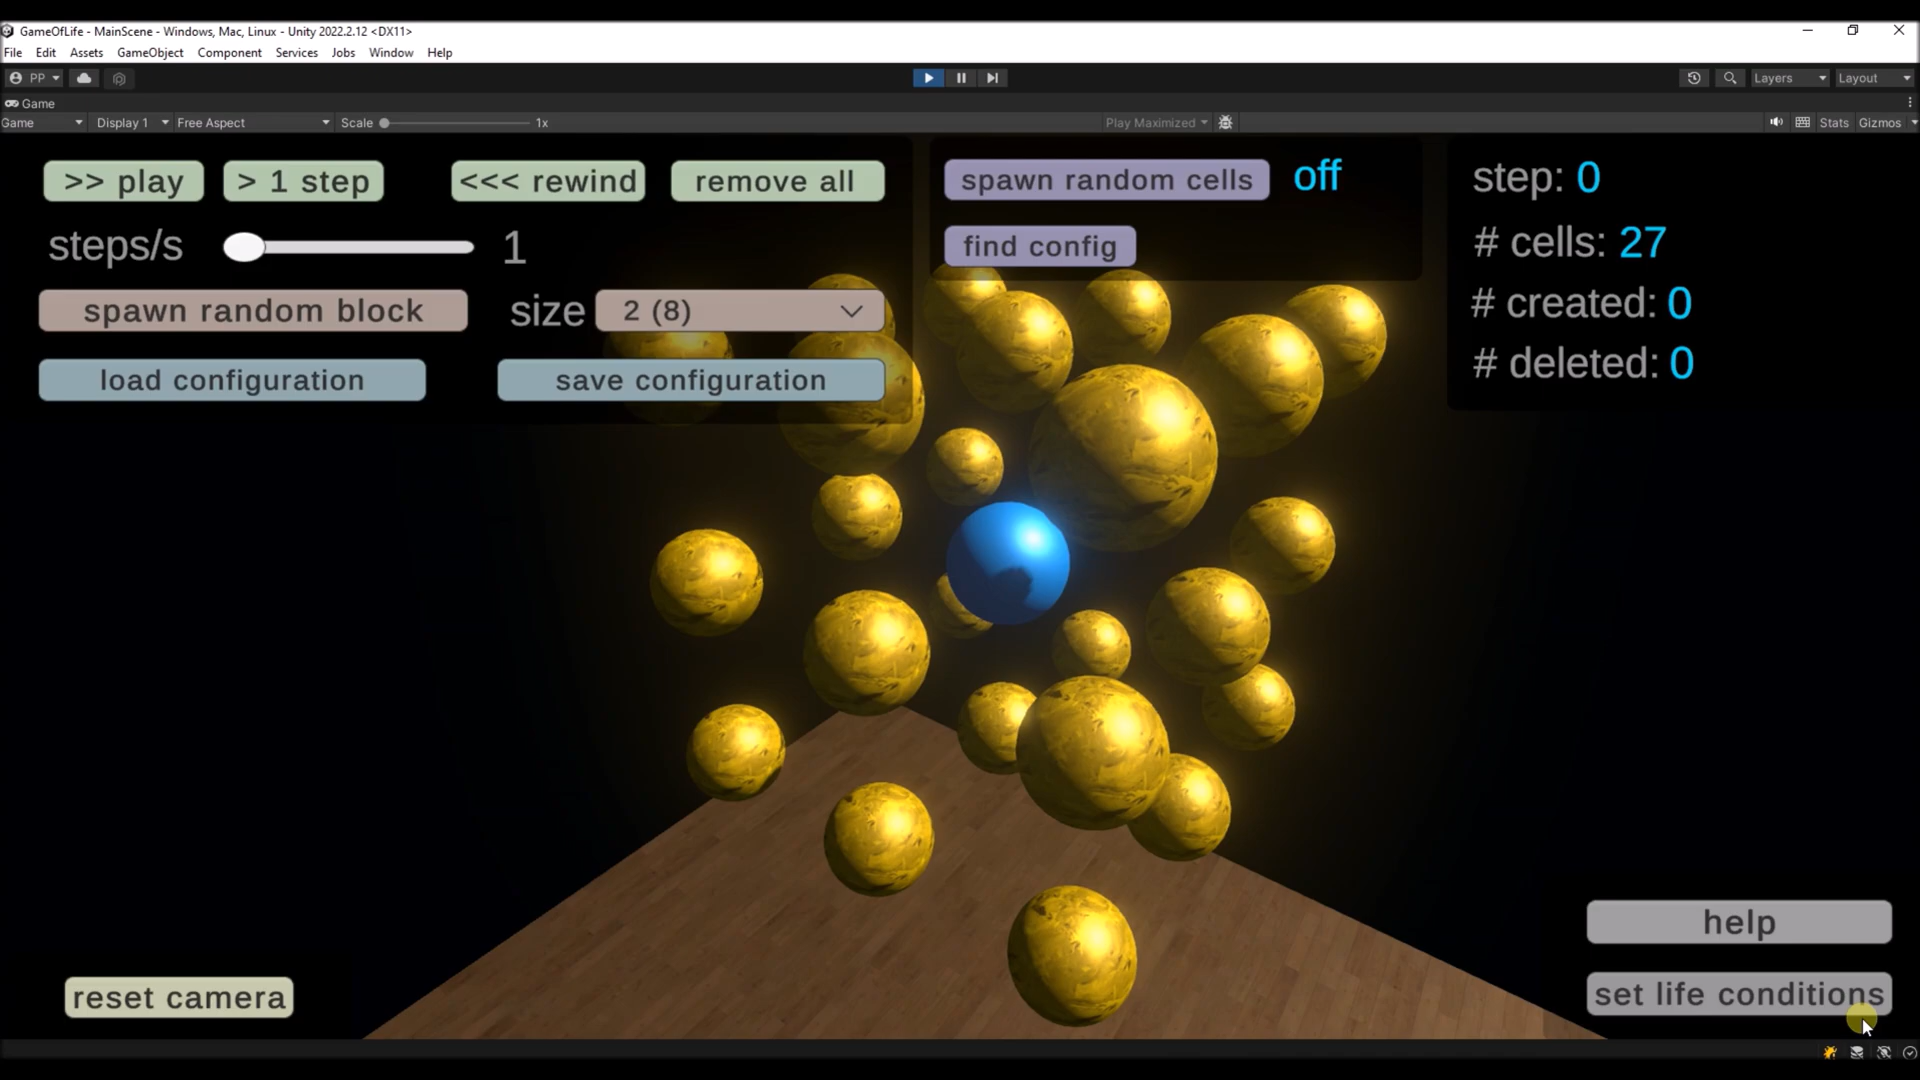 GameOfLife - MainScene - Windows, Mac, Linux - Unity 2022.2.12 <DX11>
File Edit Assets GameObject Component Services Jobs Window Help
PP Layers Layout
Game
Game Display 1 Free Aspect Scale 1x Play Maximized Stats Gizmos
>> play > 1 step <<< rewind remove all spawn random cells off step: 0
steps/s 1 find config # cells: 27
spawn random block size 2 (8) # created: 0
load configuration save configuration # deleted: 0
help
reset camera set life conditions